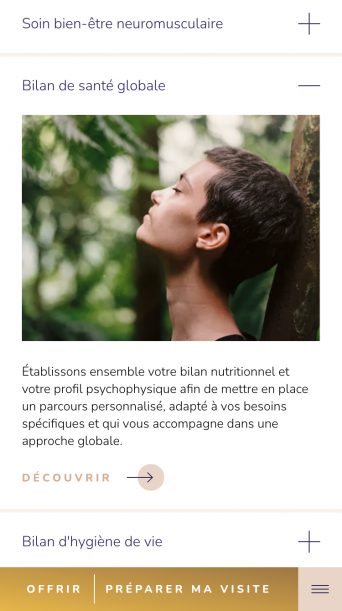 Soin bien-être neuromusculaire
Bilan de santé globale
Établissons ensemble votre bilan nutritionnel et
votre profil psychophysique afin de mettre en place
un parcours personnalisé, adapté à vos besoins
spécifiques et qui vous accompagne dans une
approche globale.
DÉCOUVRIR
Bilan d'hygiène de vie
OFFRIR
PRÉPARER MA VISITE